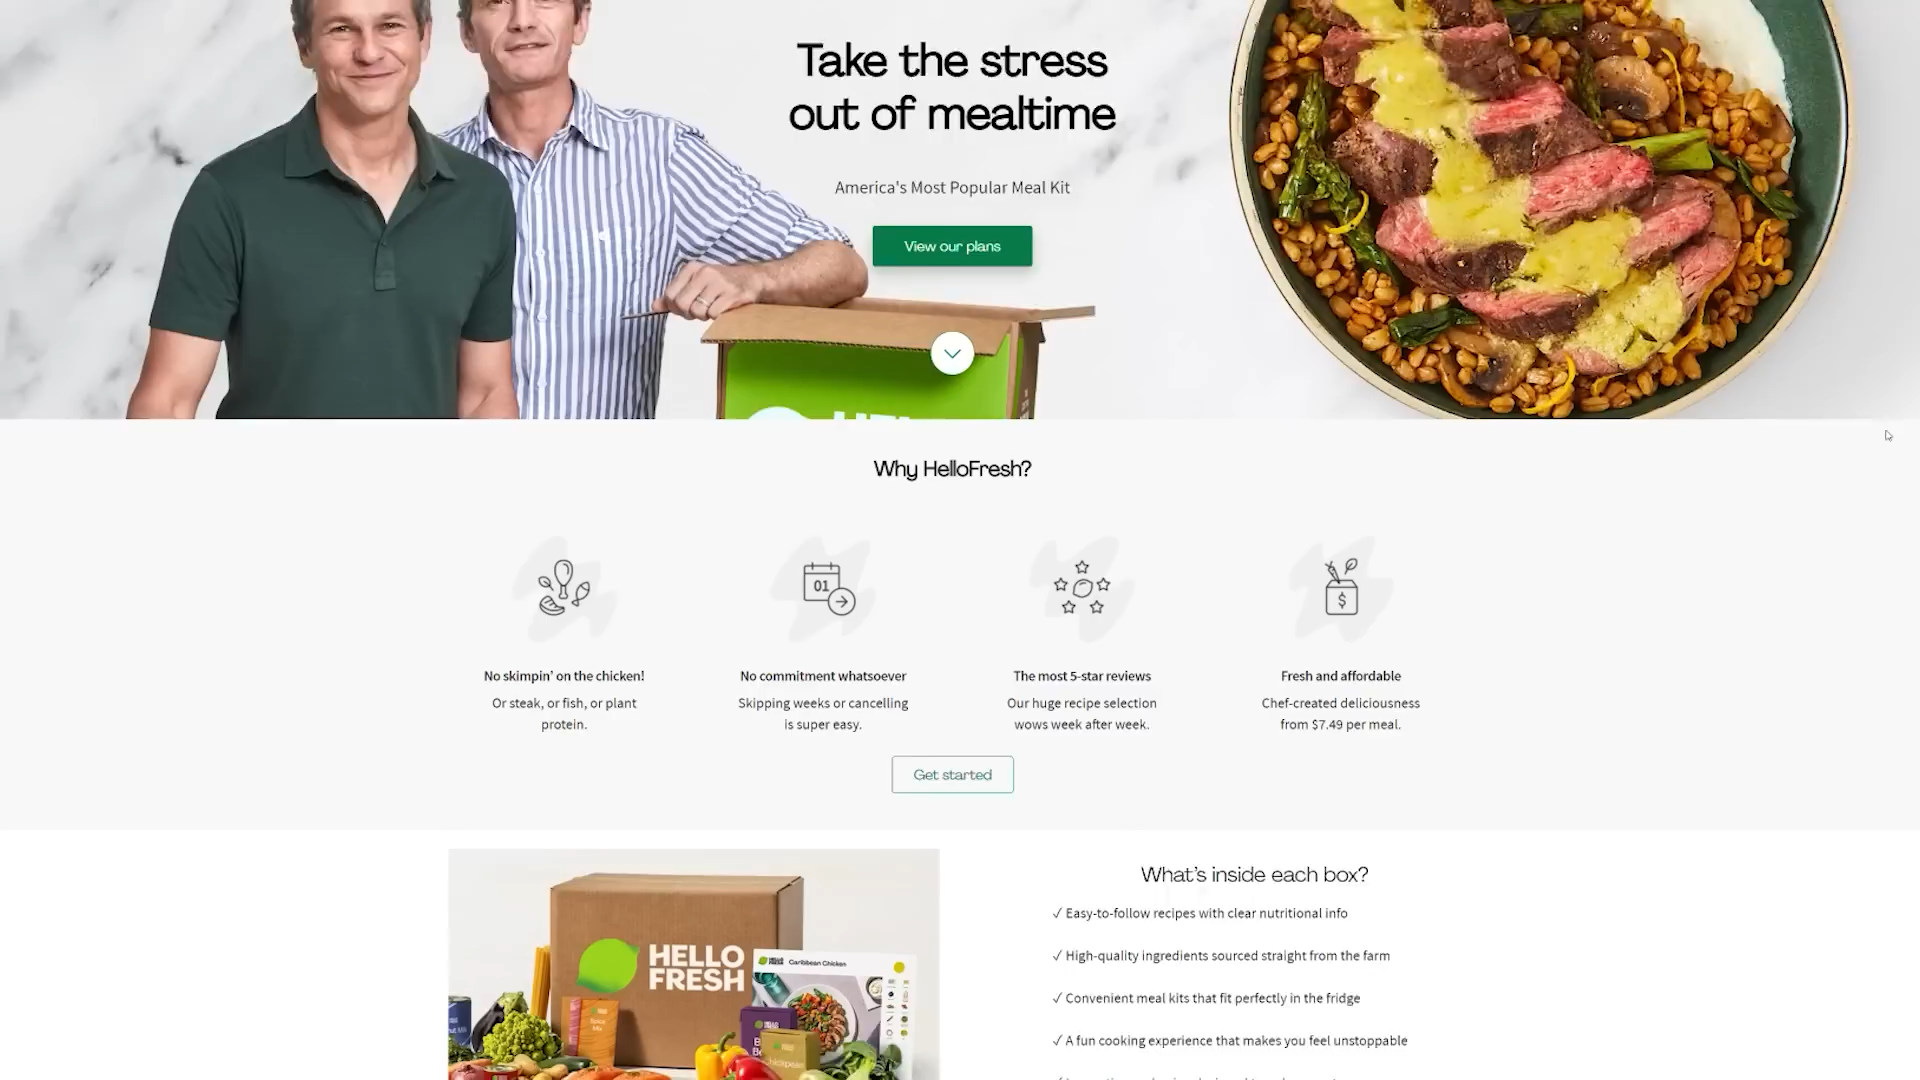 Take the stress
out of mealtime
America's Most Popular Meal Kit
View our plans
Why HelloFresh?
01
$
No skimpin' on the chicken!
Or steak, or fish, or plant
protein.
No commitment whatsoever
Skipping weeks or cancelling
is super easy.
The most 5-star reviews
Our huge recipe selection
wows week after week.
Fresh and affordable
Chef-created deliciousness
from $7.49 per meal.
Get started
HELLO
FRESH
Caribbean Chicken
Spice
Mix
What's inside each box?
✓ Easy-to-follow recipes with clear nutritional info
✓ High-quality ingredients sourced straight from the farm
✓ Convenient meal kits that fit perfectly in the fridge
✓ A fun cooking experience that makes you feel unstoppable